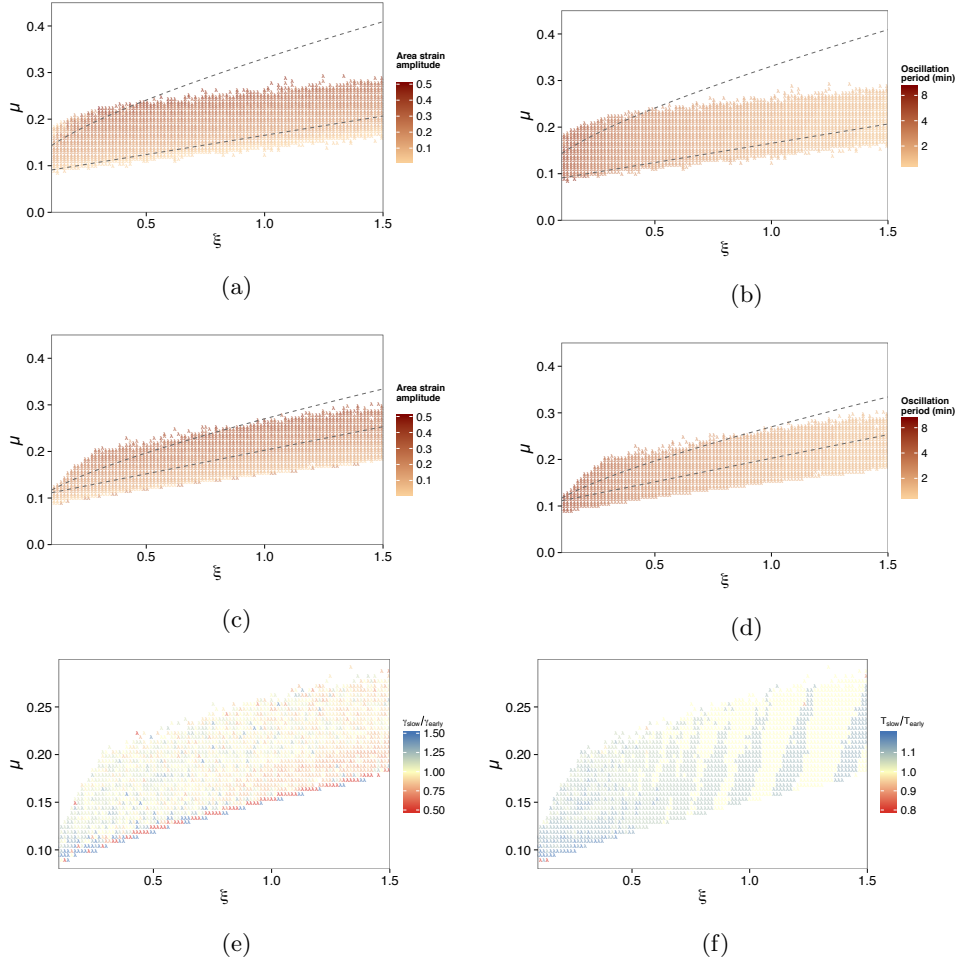 0.4
0.3
0.2
0.1
0.0
μ
0.5
1.0
1.5
ξ
Area strain
amplitude
0.5
0.4
0.3
0.2
0.1
(a)
0.4
0.3
0.2
0.1
0.0
μ
0.5
1.0
1.5
ξ
Oscillation
period (min)
8
4
2
(b)
0.4
0.3
0.2
0.1
0.0
μ
0.5
1.0
1.5
ξ
Area strain
amplitude
0.5
0.4
0.3
0.2
0.1
(c)
0.4
0.3
0.2
0.1
0.0
μ
0.5
1.0
1.5
ξ
Oscillation
period (min)
8
4
2
(d)
0.25
0.20
0.15
0.10
μ
0.5
1.0
1.5
ξ
γslow/γearly
1.50
1.25
1.00
0.75
0.50
(e)
0.25
0.20
0.15
0.10
μ
0.5
1.0
1.5
ξ
Tslow/Tearly
1.1
1.0
0.9
0.8
(f)